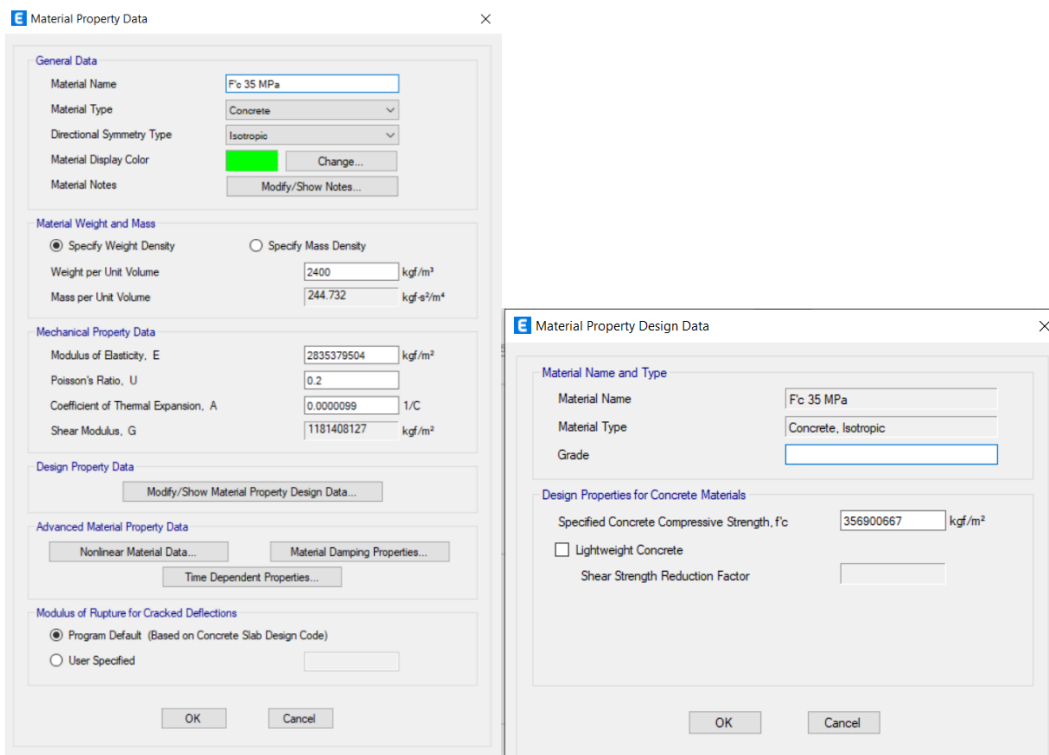 E Material Property Data
General Data
Material Name F'c 35 MPa
Material Type Concrete
Directional Symmetry Type Isotropic
Material Display Color Change...
Material Notes Modify/Show Notes...
Material Weight and Mass
Specify Weight Density Specify Mass Density
Weight per Unit Volume 2400 kgf/m³
Mass per Unit Volume 244.732 kgf-s²/m⁴
Mechanical Property Data
Modulus of Elasticity, E 2835379504 kgf/m²
Poisson's Ratio, U 0.2
Coefficient of Thermal Expansion, A 0.0000099 1/C
Shear Modulus, G 1181408127 kgf/m²
Design Property Data
Modify/Show Material Property Design Data...
Advanced Material Property Data
Nonlinear Material Data... Material Damping Properties...
Time Dependent Properties...
Modulus of Rupture for Cracked Deflections
Program Default (Based on Concrete Slab Design Code)
User Specified
OK Cancel
E Material Property Design Data
Material Name and Type
Material Name F'c 35 MPa
Material Type Concrete, Isotropic
Grade
Design Properties for Concrete Materials
Specified Concrete Compressive Strength, f'c 356900667 kgf/m²
Lightweight Concrete
Shear Strength Reduction Factor
OK Cancel